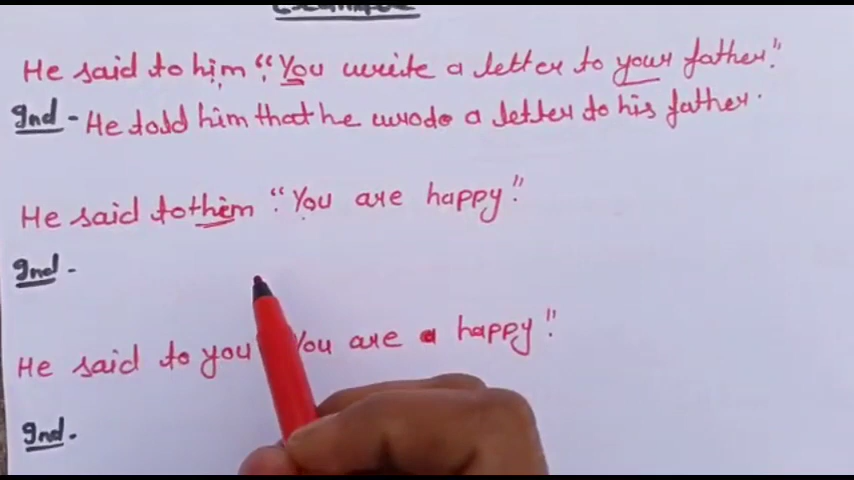 Example
He said to him “You write a letter to your father."
Ind - He told him that he wrote a letter to his father.
He said to them “You are happy."
Ind -
He said to you You are a happy."
Ind -